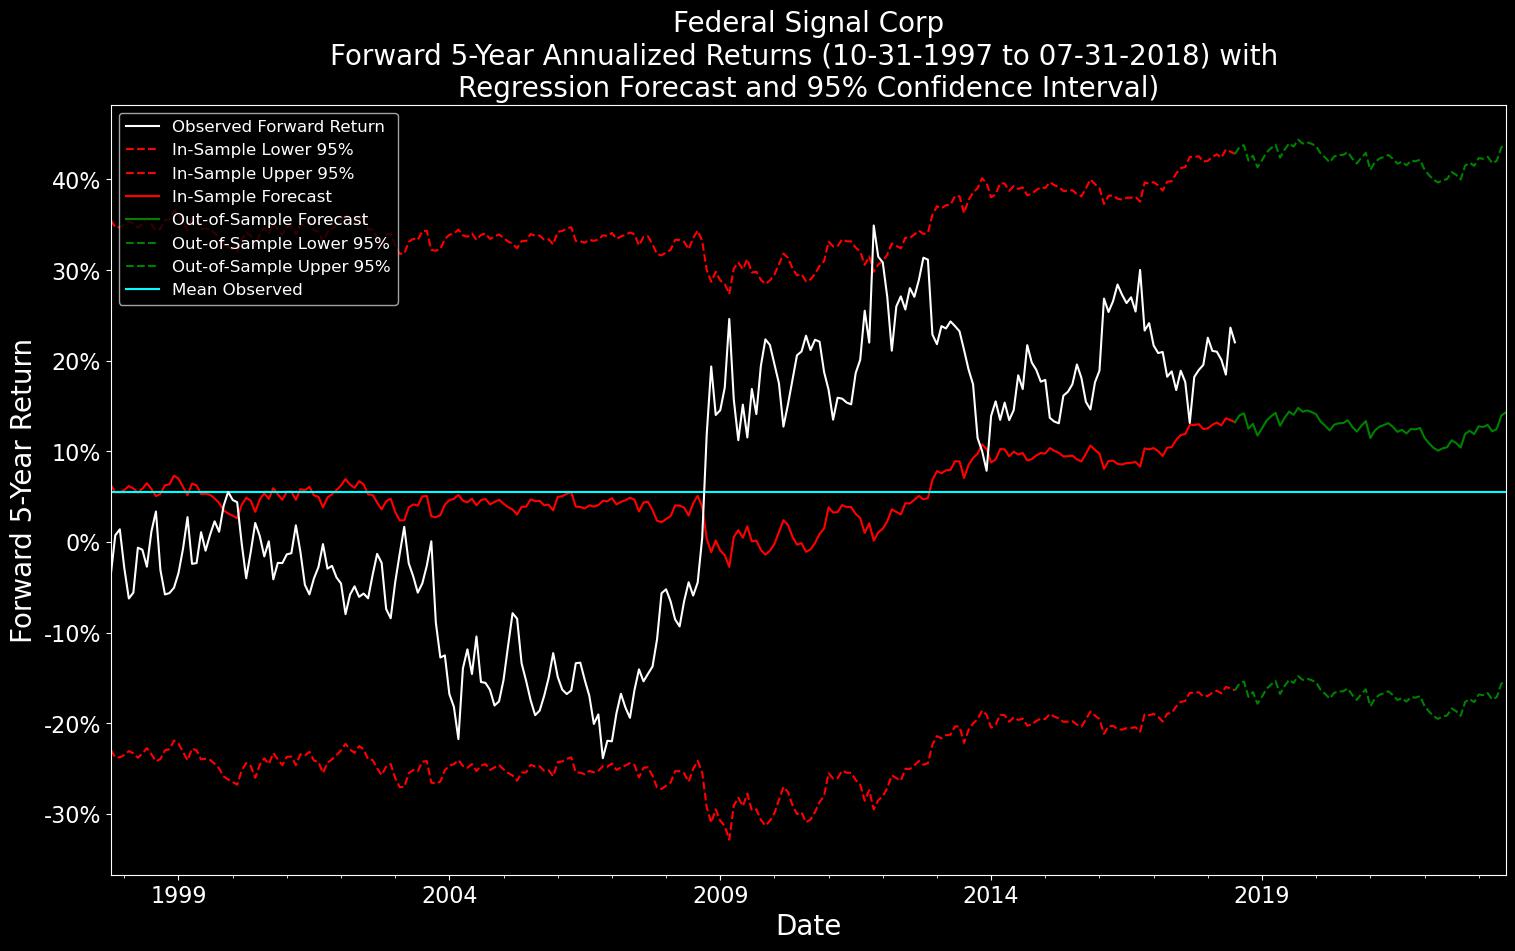 Federal Signal Corp
Forward 5-Year Annualized Returns (10-31-1997 to 07-31-2018) with
Regression Forecast and 95% Confidence Interval)
Observed Forward Return
In-Sample Lower 95%
In-Sample Upper 95%
In-Sample Forecast
Out-of-Sample Forecast
Out-of-Sample Lower 95%
Out-of-Sample Upper 95%
Mean Observed
Forward 5-Year Return
40%
30%
20%
10%
0%
-10%
-20%
-30%
1999
2004
2009
2014
2019
Date